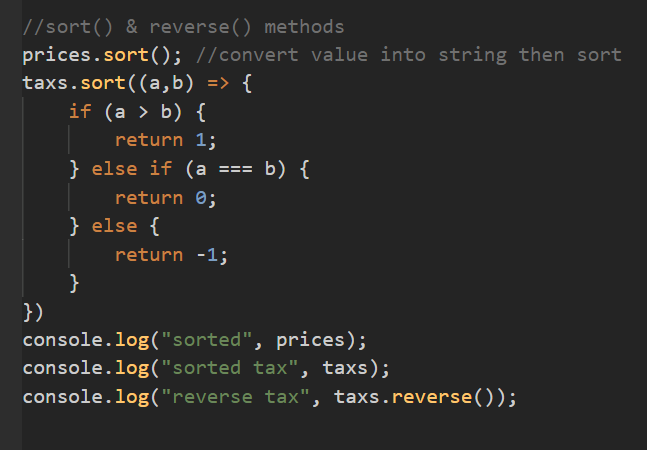 //sort() & reverse() methods
prices.sort(); //convert value into string then sort
taxs.sort((a,b) => {
    if (a > b) {
        return 1;
    } else if (a === b) {
        return 0;
    } else {
        return -1;
    }
})
console.log("sorted", prices);
console.log("sorted tax", taxs);
console.log("reverse tax", taxs.reverse());